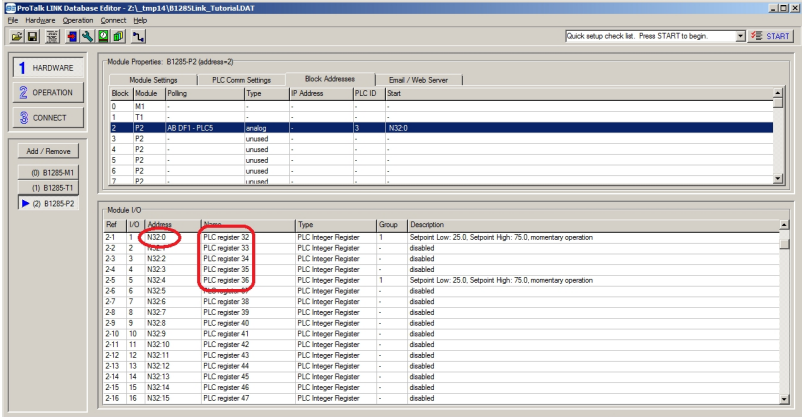 ProTalk LINK Database Editor - Z:\_tmp14\B1285Link_Tutorial.DAT
File Hardware Operation Connect Help
Quick setup check list. Press START to begin. START
1 HARDWARE
2 OPERATION
3 CONNECT
Add / Remove
(0) B1285-M1
(1) B1285-T1
(2) B1285-P2
Module Properties: B1285-P2 (address=2)
Module Settings PLC Comm Settings Block Addresses Email / Web Server
Block Module Polling Type IP Address PLC ID Start
0 M1 - - - - -
1 T1 - - - - -
2 P2 AB DF1 - PLC5 analog - 3 N32:0
3 P2 - unused - - -
4 P2 - unused - - -
5 P2 - unused - - -
6 P2 - unused - - -
7 P2 - unused - - -
Module I/O
Ref I/O Address Name Type Group Description
2-1 1 N32:0 PLC register 32 PLC Integer Register 1 Setpoint Low: 25.0, Setpoint High: 75.0, momentary operation
2-2 2 N32:1 PLC register 33 PLC Integer Register - disabled
2-3 3 N32:2 PLC register 34 PLC Integer Register - disabled
2-4 4 N32:3 PLC register 35 PLC Integer Register - disabled
2-5 5 N32:4 PLC register 36 PLC Integer Register 1 Setpoint Low: 25.0, Setpoint High: 75.0, momentary operation
2-6 6 N32:5 PLC register 37 PLC Integer Register - disabled
2-7 7 N32:6 PLC register 38 PLC Integer Register - disabled
2-8 8 N32:7 PLC register 39 PLC Integer Register - disabled
2-9 9 N32:8 PLC register 40 PLC Integer Register - disabled
2-10 10 N32:9 PLC register 41 PLC Integer Register - disabled
2-11 11 N32:10 PLC register 42 PLC Integer Register - disabled
2-12 12 N32:11 PLC register 43 PLC Integer Register - disabled
2-13 13 N32:12 PLC register 44 PLC Integer Register - disabled
2-14 14 N32:13 PLC register 45 PLC Integer Register - disabled
2-15 15 N32:14 PLC register 46 PLC Integer Register - disabled
2-16 16 N32:15 PLC register 47 PLC Integer Register - disabled